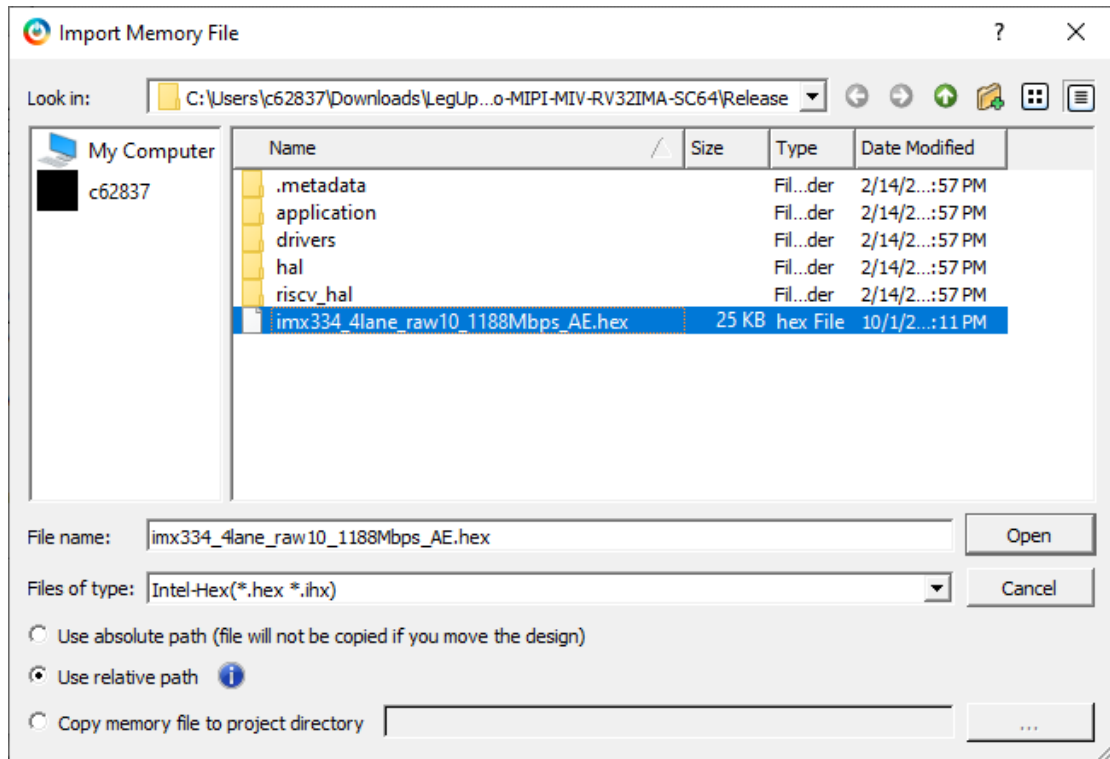 Import Memory File
? ×
Look in: C:\Users\c62837\Downloads\LegUp...o-MIPI-MIV-RV32IMA-SC64\Release
My Computer
c62837
Name Size Type Date Modified
.metadata Fil...der 2/14/2...:57 PM
application Fil...der 2/14/2...:57 PM
drivers Fil...der 2/14/2...:57 PM
hal Fil...der 2/14/2...:57 PM
riscv_hal Fil...der 2/14/2...:57 PM
imx334_4lane_raw10_1188Mbps_AE.hex 25 KB hex File 10/1/2...:11 PM
File name: imx334_4lane_raw10_1188Mbps_AE.hex Open
Files of type: Intel-Hex(*.hex *.ihx) Cancel
Use absolute path (file will not be copied if you move the design)
Use relative path i
Copy memory file to project directory ...